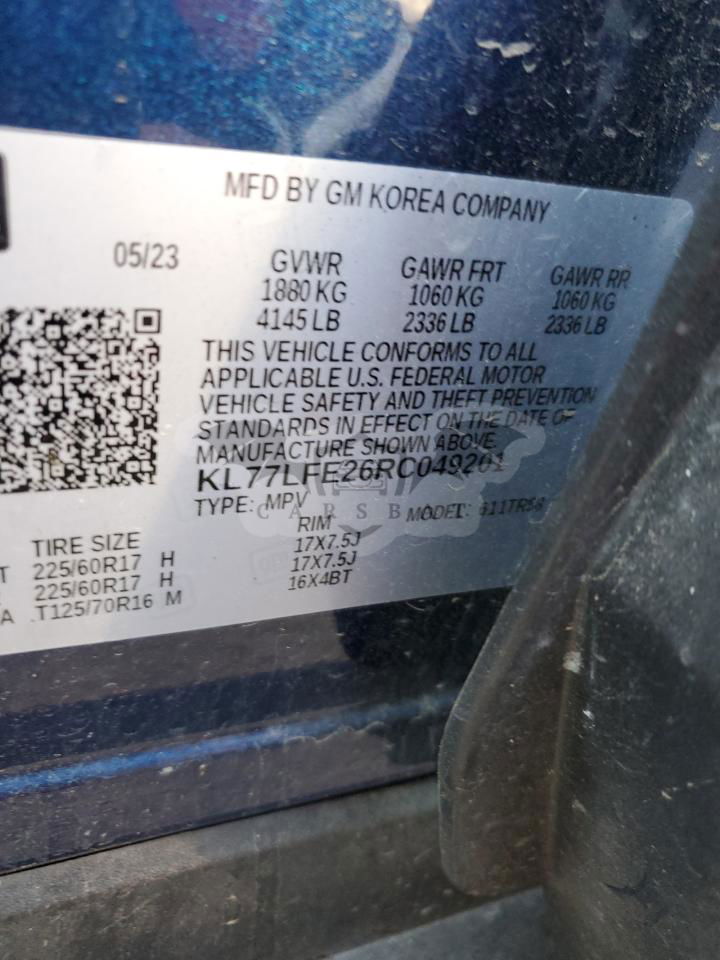 MFD BY GM KOREA COMPANY
05/23 GVWR GAWR FRT GAWR RR
1880 KG 1060 KG 1060 KG
4145 LB 2336 LB 2336 LB
THIS VEHICLE CONFORMS TO ALL
APPLICABLE U.S. FEDERAL MOTOR
VEHICLE SAFETY AND THEFT PREVENTION
STANDARDS IN EFFECT ON THE DATE OF
MANUFACTURE SHOWN ABOVE.
KL77LFE26RC049201
TYPE: MPV MODEL:
TIRE SIZE RIM
225/60R17 H 17X7.5J
225/60R17 H 17X7.5J
T125/70R16 M 16X4BT